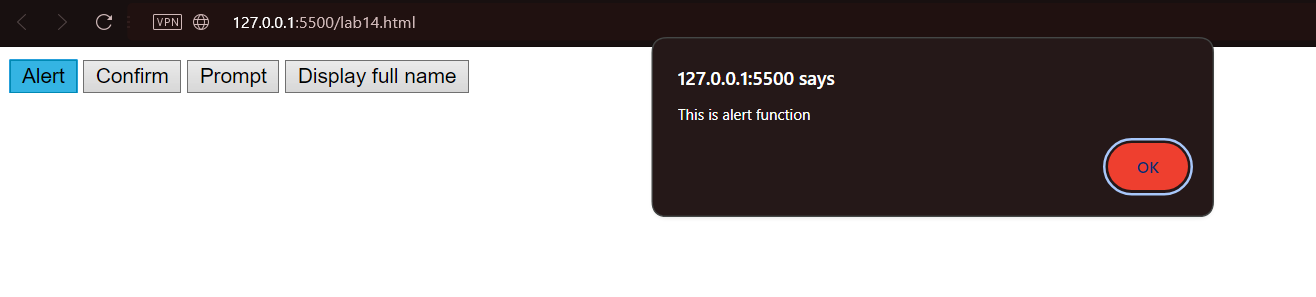 VPN 127.0.0.1:5500/lab14.html
Alert Confirm Prompt Display full name
127.0.0.1:5500 says
This is alert function
OK